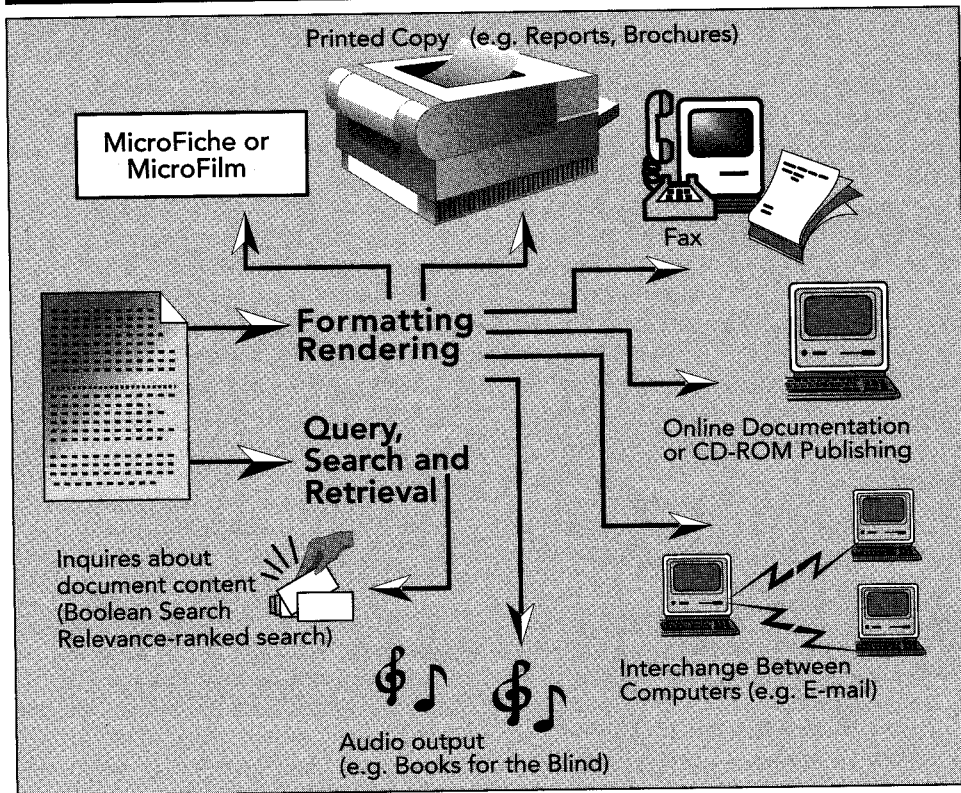 Printed Copy (e.g. Reports, Brochures)
MicroFiche or
MicroFilm
Fax
Formatting
Rendering
Online Documentation
or CD-ROM Publishing
Query,
Search and
Retrieval
Inquires about
document content
(Boolean Search
Relevance-ranked search)
Interchange Between
Computers (e.g. E-mail)
Audio output
(e.g. Books for the Blind)